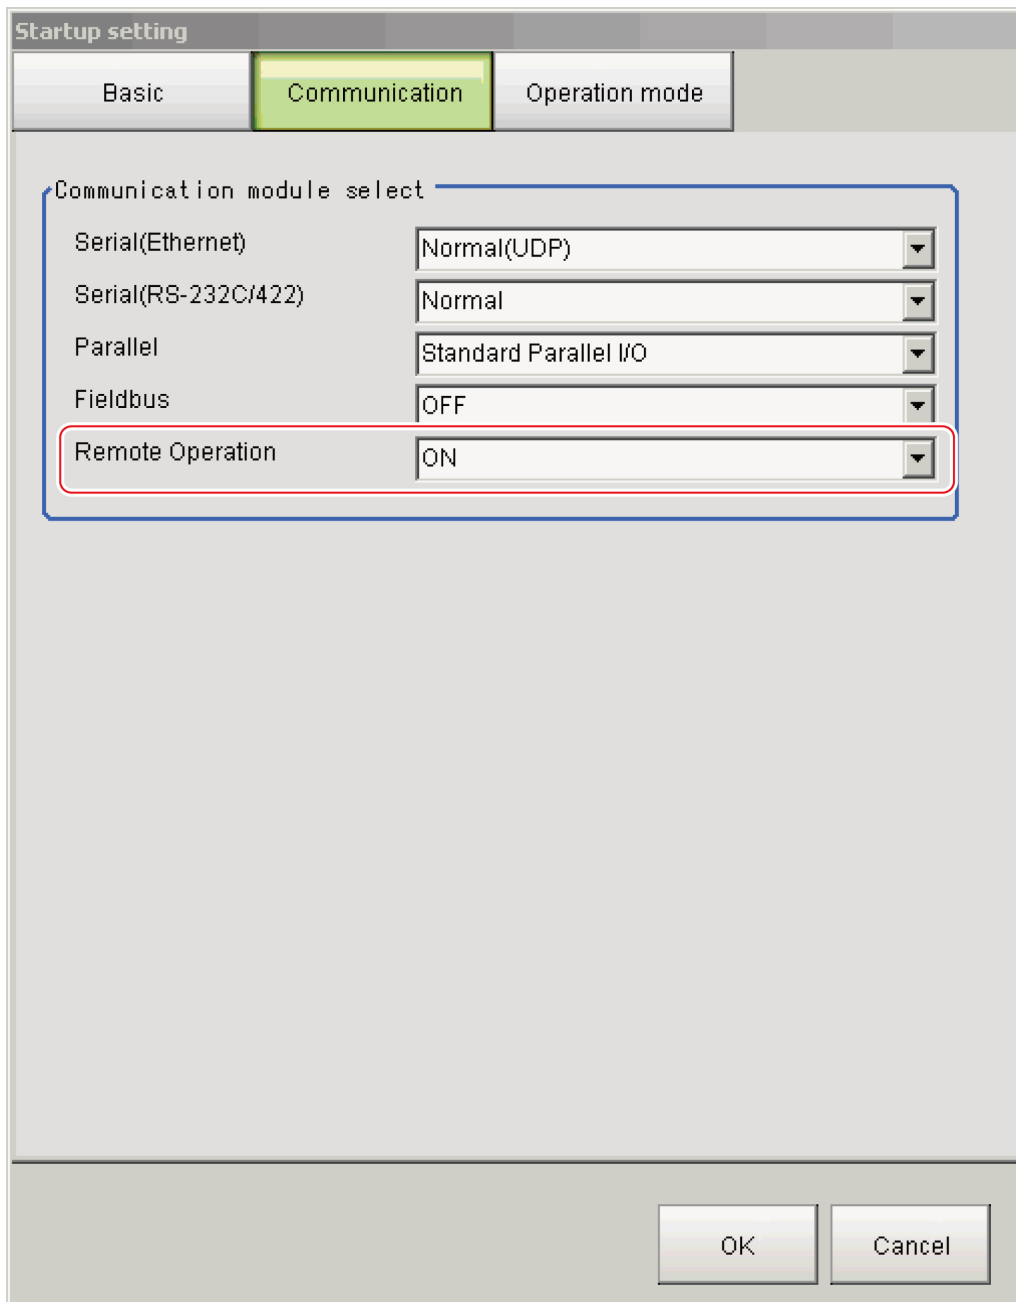 Startup setting
Basic Communication Operation mode
Communication module select
Serial(Ethernet) Normal(UDP)
Serial(RS-232C/422) Normal
Parallel Standard Parallel I/O
Fieldbus OFF
Remote Operation ON
OK Cancel